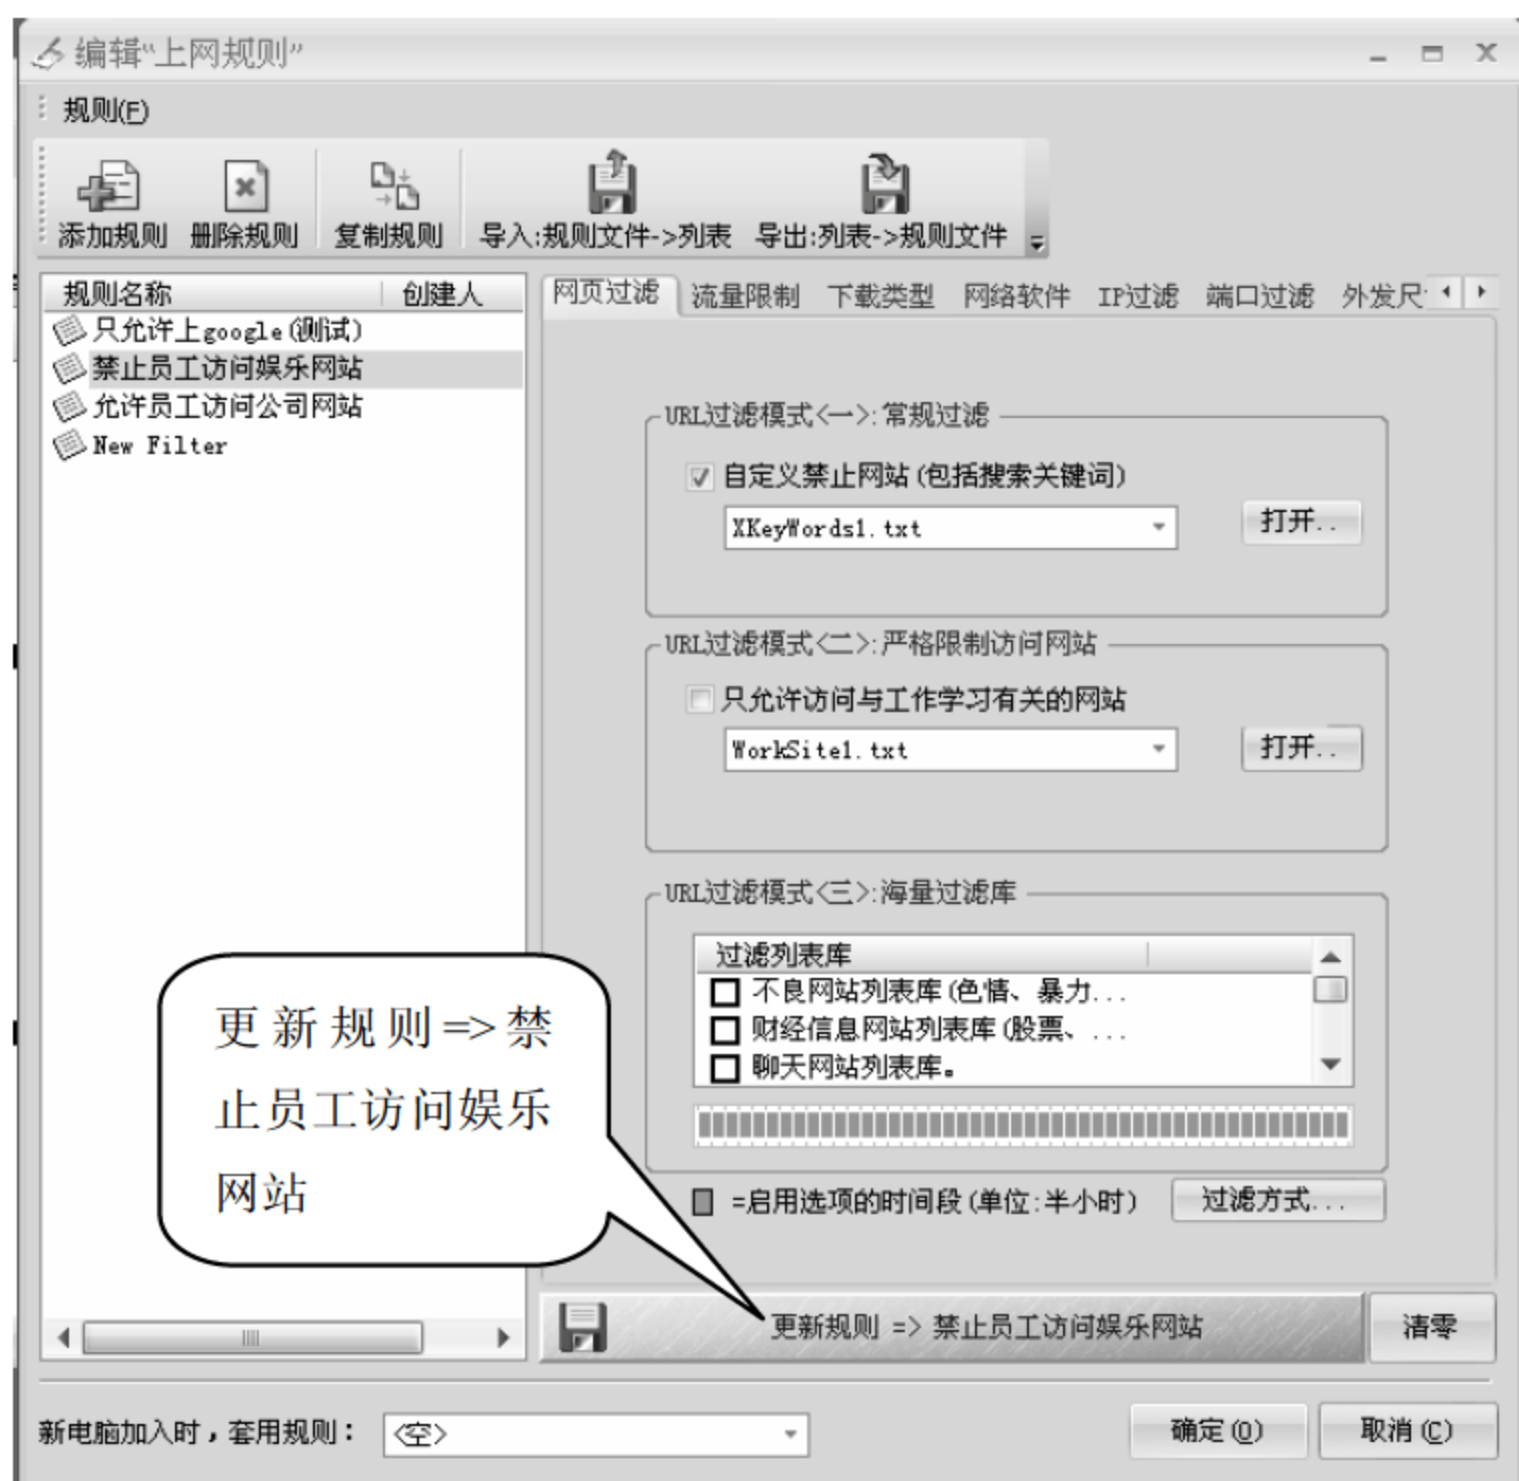 编辑“上网规则”
规则(F)
添加规则 删除规则 复制规则 导入:规则文件->列表 导出:列表->规则文件
规则名称 创建人
只允许上google(测试)
禁止员工访问娱乐网站
允许员工访问公司网站
New Filter
网页过滤 流量限制 下载类型 网络软件 IP过滤 端口过滤 外发尺
URL过滤模式<一>:常规过滤
自定义禁止网站(包括搜索关键词)
XKeyWords1.txt 打开..
URL过滤模式<二>:严格限制访问网站
只允许访问与工作学习有关的网站
WorkSite1.txt 打开..
URL过滤模式<三>:海量过滤库
过滤列表库
不良网站列表库(色情、暴力...
财经信息网站列表库(股票、...
聊天网站列表库。
=启用选项的时间段(单位:半小时) 过滤方式...
更新规则=>禁
止员工访问娱乐
网站
更新规则 => 禁止员工访问娱乐网站 清零
新电脑加入时，套用规则： <空> 确定(O) 取消(C)